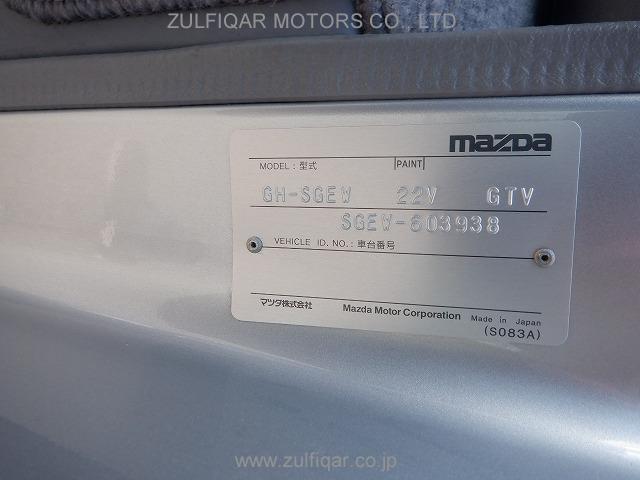 ZULFIQAR MOTORS CO.LTD.
mazda
MODEL : 型式 PAINT
GH-SGEW 22V GTV
SGEW-603938
VEHICLE ID. NO. : 車台番号
マツダ株式会社 Mazda Motor Corporation Made in Japan
(S083A)
www.zulfiqar.co.jp